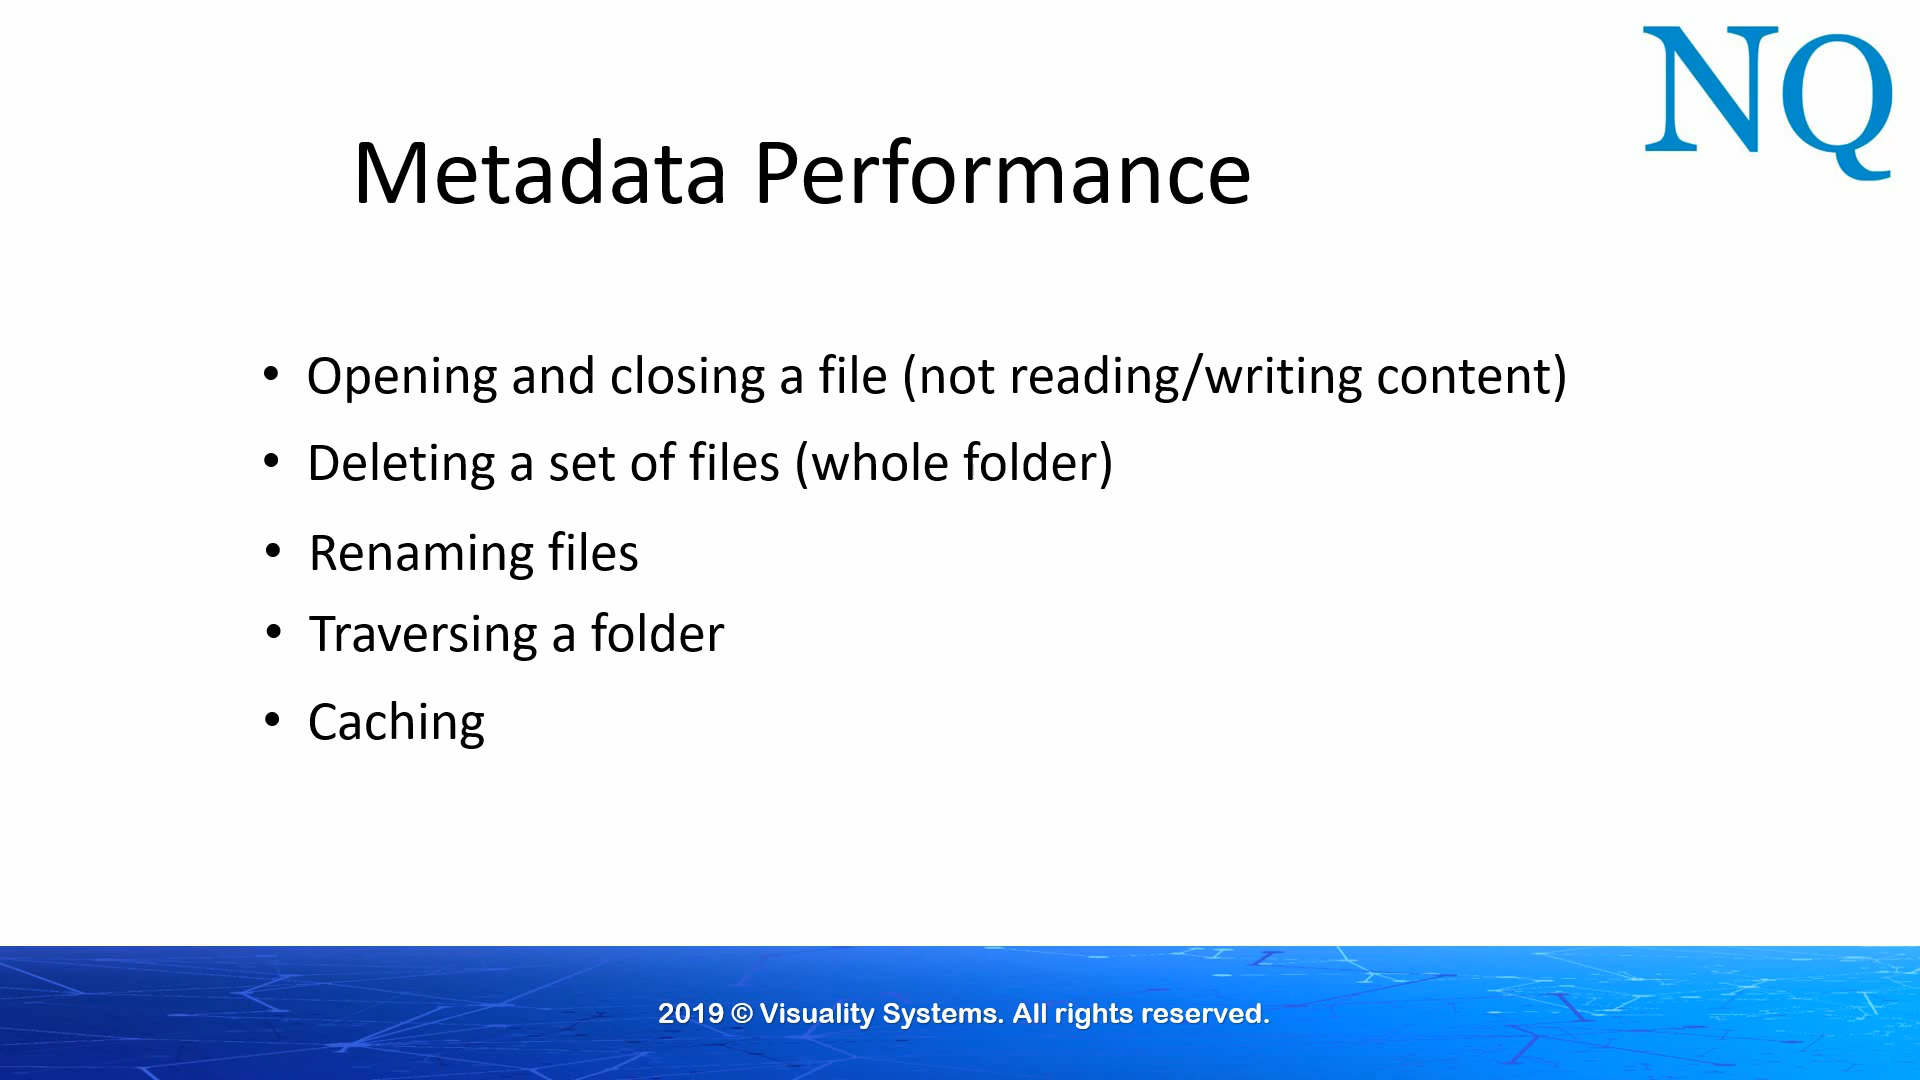 NQ
Metadata Performance
• Opening and closing a file (not reading/writing content)
• Deleting a set of files (whole folder)
• Renaming files
• Traversing a folder
• Caching
2019 © Visuality Systems. All rights reserved.